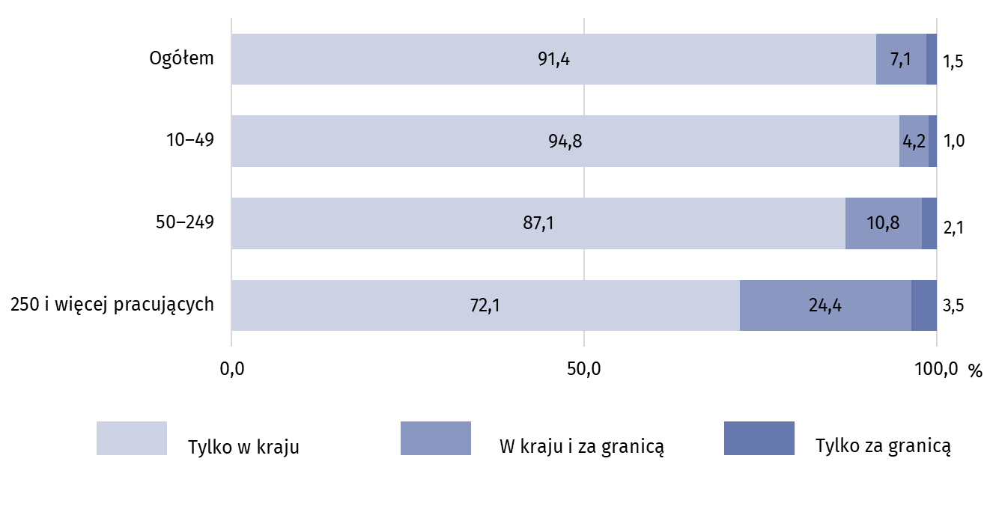 Ogółem 91,4 7,1 1,5
10–49 94,8 4,2 1,0
50–249 87,1 10,8 2,1
250 i więcej pracujących 72,1 24,4 3,5
0,0 50,0 100,0 %
Tylko w kraju W kraju i za granicą Tylko za granicą